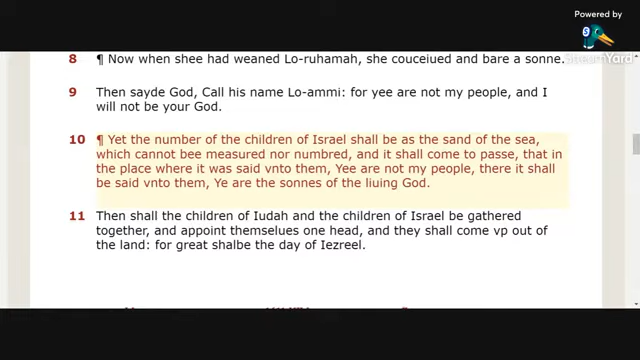 Powered by
StreamYard
8 ¶ Now when shee had weaned Lo-ruhamah, she couceiued and bare a sonne.
9 Then sayde God, Call his name Lo-ammi: for yee are not my people, and I
will not be your God.
10 ¶ Yet the number of the children of Israel shall be as the sand of the sea,
which cannot bee measured nor numbred, and it shall come to passe, that in
the place where it was said vnto them, Yee are not my people, there it shall
be said vnto them, Ye are the sonnes of the liuing God.
11 Then shall the children of Iudah and the children of Israel be gathered
together, and appoint themselues one head, and they shall come vp out of
the land: for great shalbe the day of Iezreel.